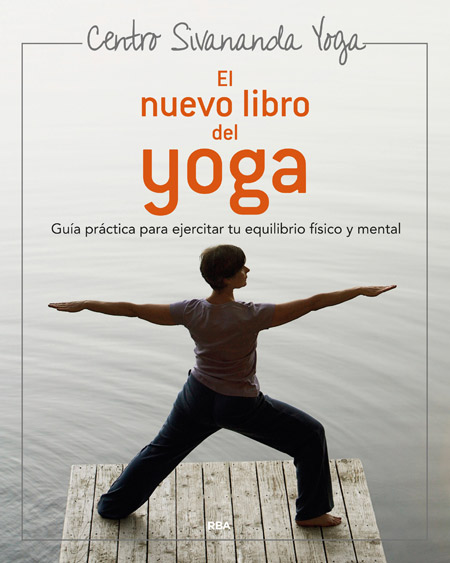 Centro Sivananda Yoga
El
nuevo libro
del
yoga
Guía práctica para ejercitar tu equilibrio físico y mental
RBA